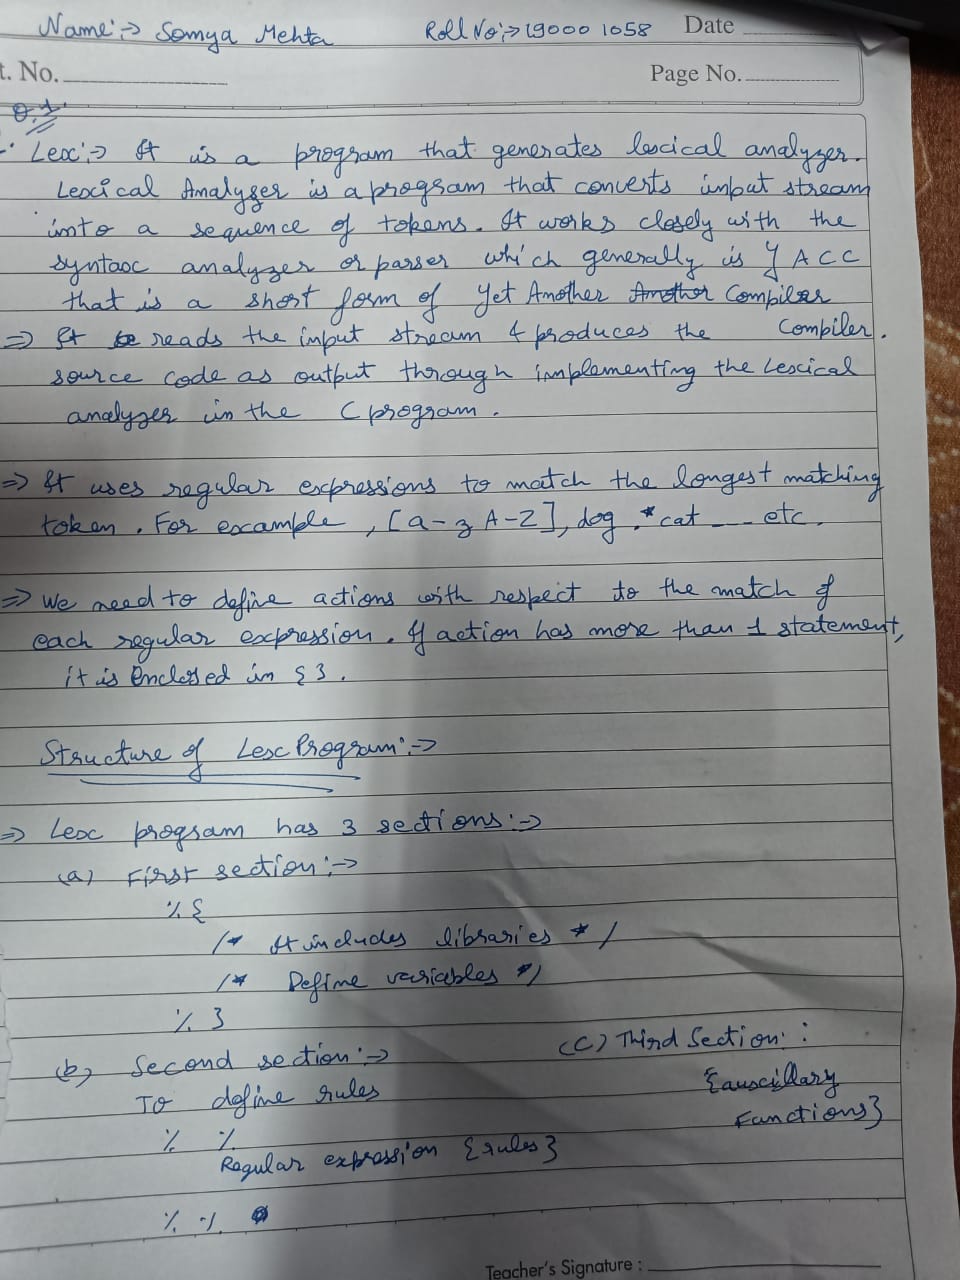 Name:-> Somya Mehta Roll No:-> 19000 1058 Date
t. No. Page No.
Q.1.
Lex:-> It is a program that generates lexical analyzer.
Lexical Analyzer is a program that converts input stream
into a sequence of tokens. It works closely with the
syntax analyzer or parser which generally is YACC
that is a short form of Yet Another Another Compiler
Compiler.
=> It reads the input stream & produces the
source code as output through implementing the Lexical
analyzer in the C program.
=> It uses regular expressions to match the longest matching
token. For example, [a-z A-Z], dog.*cat --- etc.
=> We need to define actions with respect to the match of
each regular expression. If action has more than 1 statement,
it is enclosed in { }.
Structure of Lex Program:->
=> Lex program has 3 sections:->
(a) First section:->
%{
/* It includes libraries */
/* Define variables */
%}
(b) Second section:->
To define rules
% %
Regular expression {rules}
% %
(C) Third Section:
{auxcillary
Functions}
Teacher's Signature :